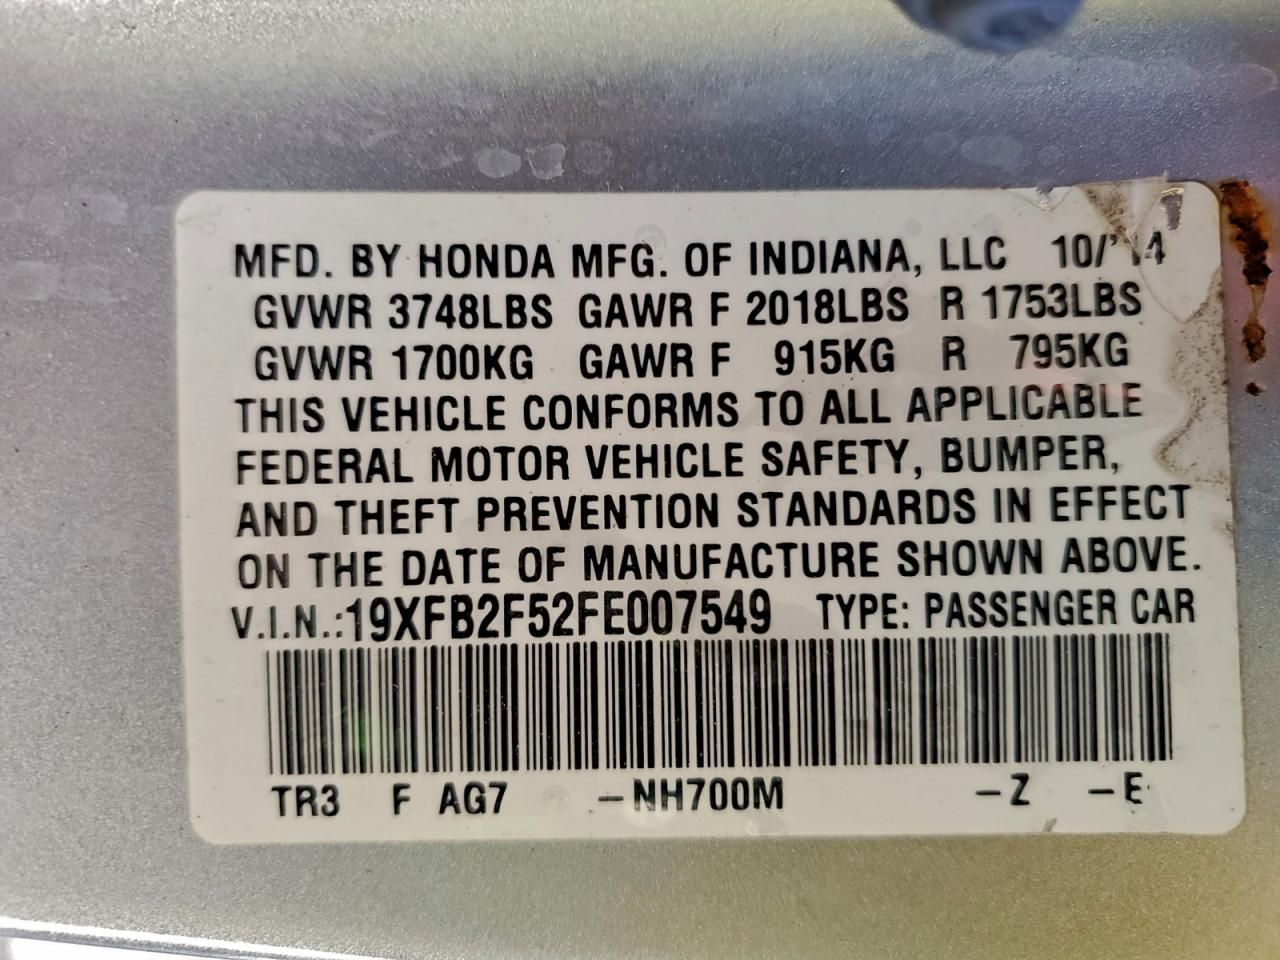 MFD. BY HONDA MFG. OF INDIANA, LLC 10/'14
GVWR 3748LBS GAWR F 2018LBS R 1753LBS
GVWR 1700KG GAWR F 915KG R 795KG
THIS VEHICLE CONFORMS TO ALL APPLICABLE
FEDERAL MOTOR VEHICLE SAFETY, BUMPER,
AND THEFT PREVENTION STANDARDS IN EFFECT
ON THE DATE OF MANUFACTURE SHOWN ABOVE.
V.I.N.:19XFB2F52FE007549 TYPE: PASSENGER CAR
TR3 F AG7 -NH700M -Z -E